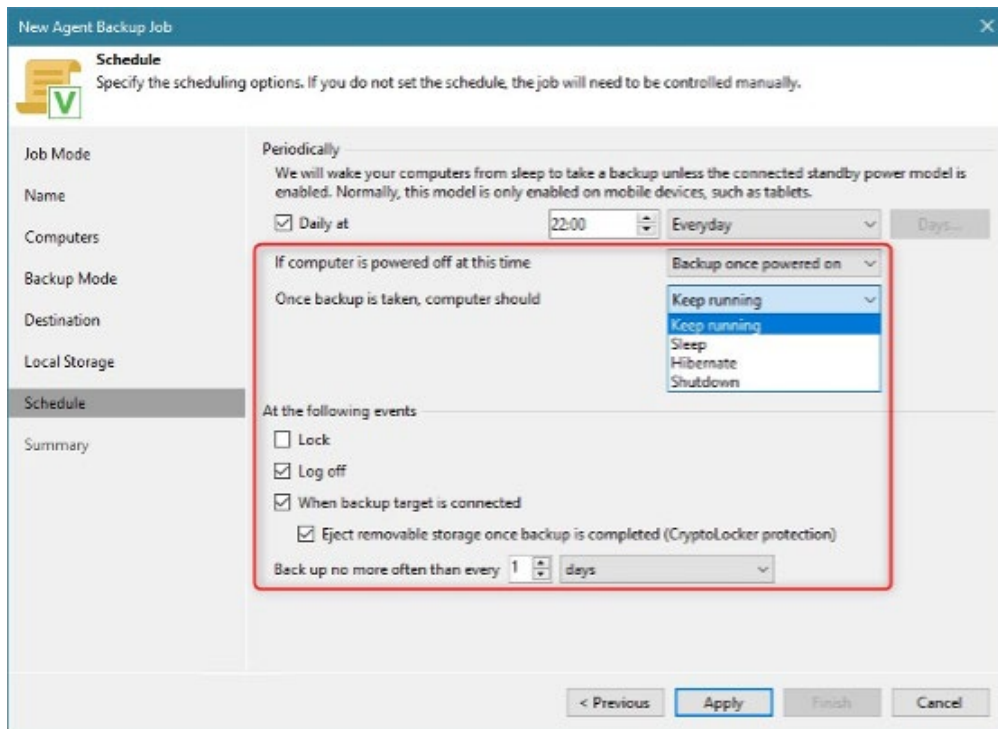 New Agent Backup Job
Schedule
Specify the scheduling options. If you do not set the schedule, the job will need to be controlled manually.
V
Job Mode
Name
Computers
Backup Mode
Destination
Local Storage
Schedule
Summary
Periodically
We will wake your computers from sleep to take a backup unless the connected standby power model is
enabled. Normally, this model is only enabled on mobile devices, such as tablets.
Daily at 22:00 Everyday Days...
If computer is powered off at this time Backup once powered on
Once backup is taken, computer should Keep running
Keep running
Sleep
Hibernate
Shutdown
At the following events
Lock
Log off
When backup target is connected
Eject removable storage once backup is completed (CryptoLocker protection)
Back up no more often than every 1 days
< Previous Apply Finish Cancel